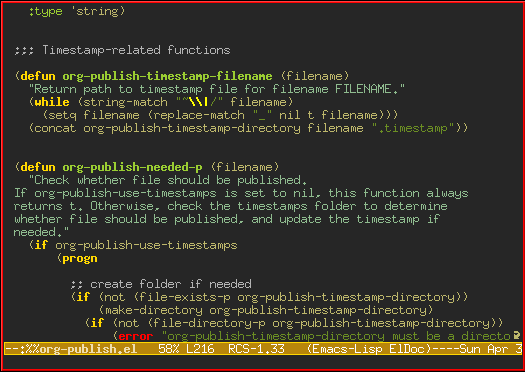 :type 'string)
;;; Timestamp-related functions
(defun org-publish-timestamp-filename (filename)
"Return path to timestamp file for filename FILENAME."
(while (string-match "~\\|/" filename)
(setq filename (replace-match "_" nil t filename)))
(concat org-publish-timestamp-directory filename ".timestamp"))
(defun org-publish-needed-p (filename)
"Check whether file should be published.
If org-publish-use-timestamps is set to nil, this function always
returns t. Otherwise, check the timestamps folder to determine
whether file should be published, and update the timestamp if
needed."
(if org-publish-use-timestamps
(progn
;; create folder if needed
(if (not (file-exists-p org-publish-timestamp-directory))
(make-directory org-publish-timestamp-directory)
(if (not (file-directory-p org-publish-timestamp-directory))
(error "org-publish-timestamp-directory must be a directo
--:%%org-publish.el 58% L216 RCS-1.33 (Emacs-Lisp ElDoc)----Sun Apr 3